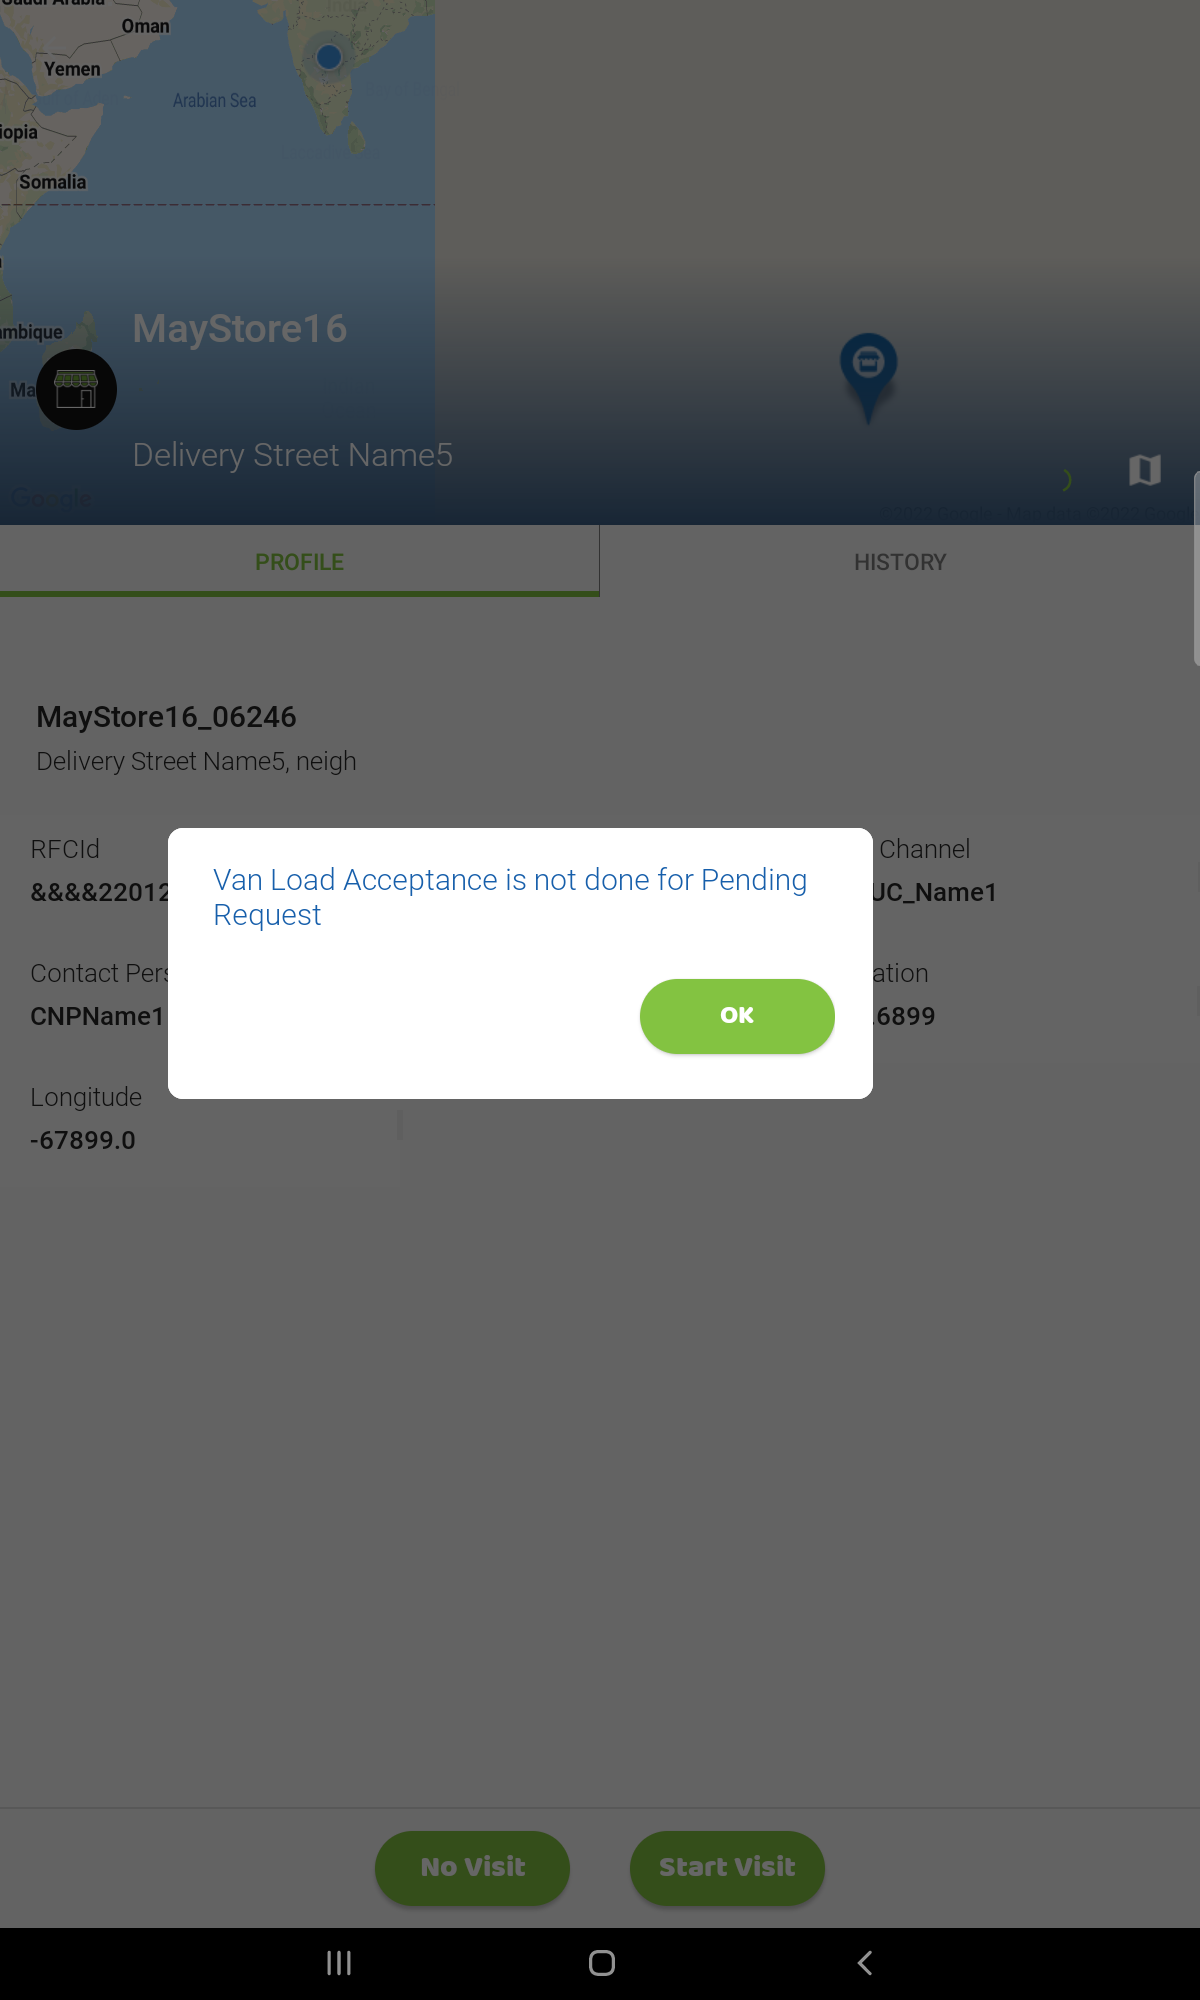 Saudi Arabia
Oman
Yemen
Arabian Sea
iopia
Somalia
mbique
MayStore16
Ma
Delivery Street Name5
Google
PROFILE
HISTORY
MayStore16_06246
Delivery Street Name5, neigh
RFCId
Channel
&&&&22012
UC_Name1
Van Load Acceptance is not done for Pending
Request
Contact Pers
ation
CNPName1
6899
OK
Longitude
-67899.0
No Visit
Start Visit